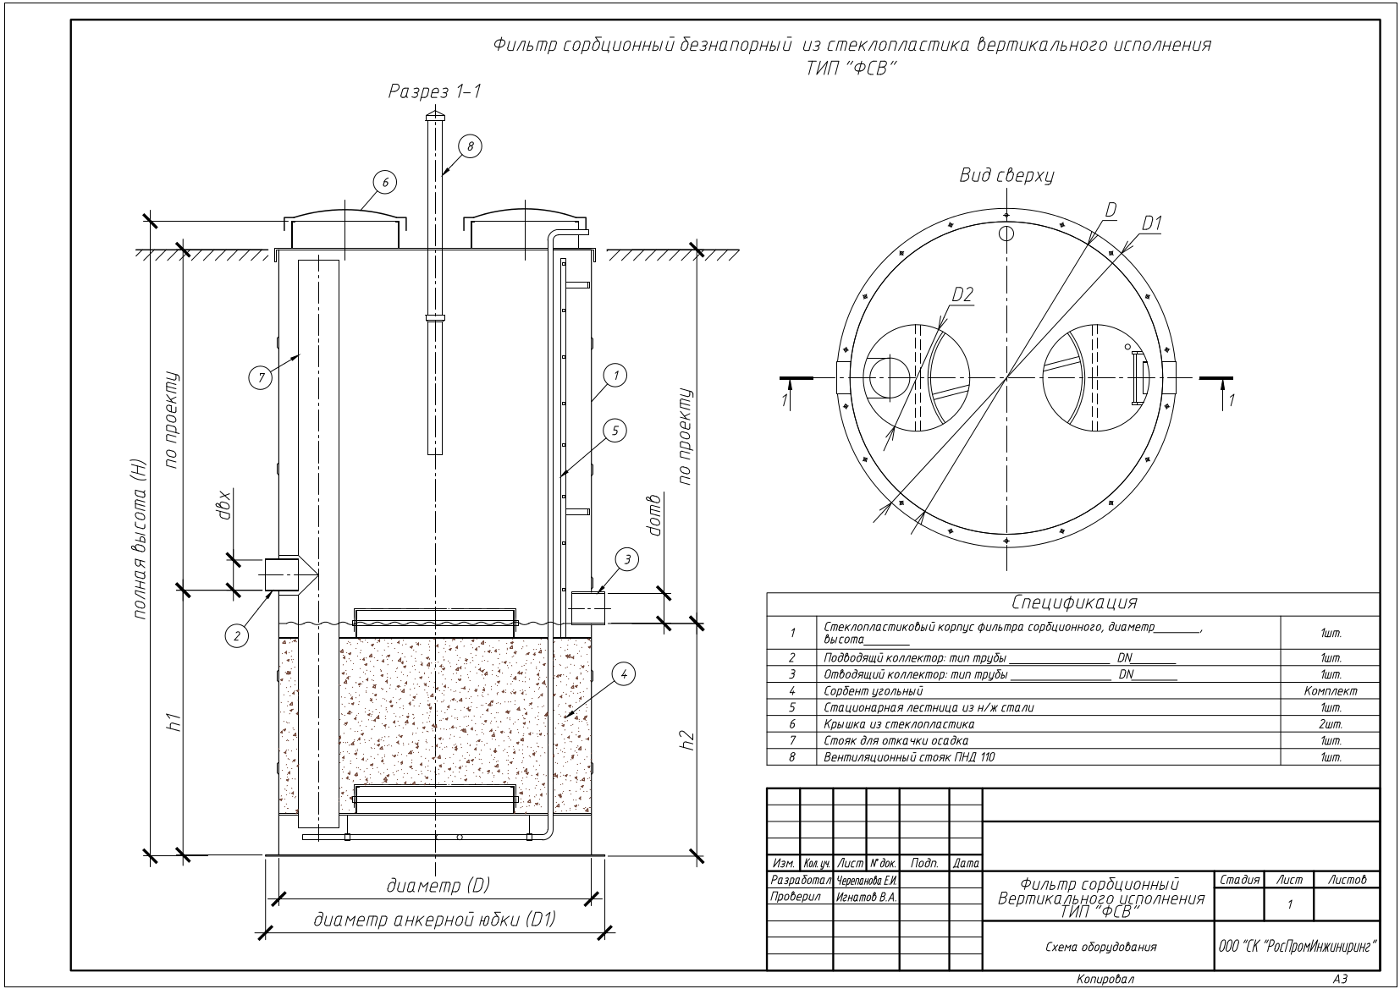 Фильтр сорбционный безнапорный из стеклопластика вертикального исполнения
ТИП "ФСВ"
Разрез 1-1
8
6
7
1
5
3
2
4
полная высота (H)
по проекту
dвх
h1
по проекту
dотв
h2
диаметр (D)
диаметр анкерной юбки (D1)
Вид сверху
D
D1
D2
1
1
Спецификация
1 Стеклопластиковый корпус фильтра сорбционного, диаметр______,
высота_______ 1шт.
2 Подводящй коллектор: тип трубы ________________ DN_______ 1шт.
3 Отводящий коллектор: тип трубы ________________ DN_______ 1шт.
4 Сорбент угольный Комплект
5 Стационарная лестница из н/ж стали 1шт.
6 Крышка из стеклопластика 2шт.
7 Стояк для откачки осадка 1шт.
8 Вентиляционный стояк ПНД 110 1шт.
Изм. Кол.уч. Лист №док. Подп. Дата
Разработал Черепанова Е.И.
Проверил Игнатов В.А.
Фильтр сорбционный
Вертикального исполнения
ТИП "ФСВ"
Стадия Лист Листов
1
Схема оборудования
ООО "СК "РосПромИнжиниринг"
Копировал А3